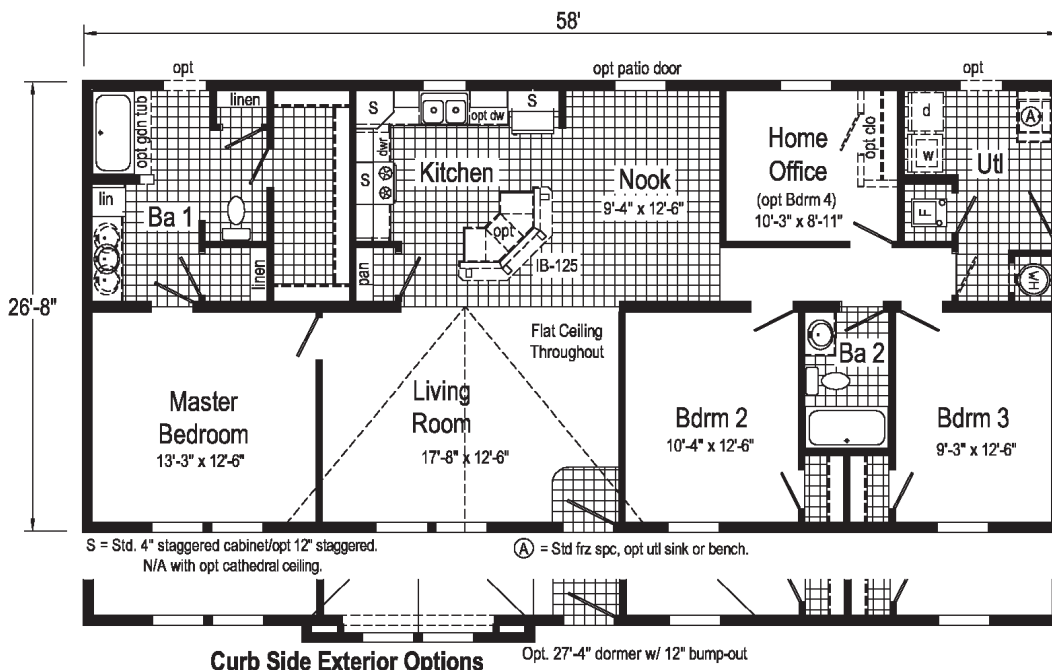 58'
opt
opt patio door
opt
26'-8"
opt gdn tub
linen
lin
Ba 1
linen
S
opt dw
S
dwr
S
Kitchen
opt
IB-125
pan
Nook
9'-4" x 12'-6"
Home
Office
(opt Bdrm 4)
10'-3" x 8'-11"
opt clo
d
w
A
Utl
F
WH
Flat Ceiling
Throughout
Master
Bedroom
13'-3" x 12'-6"
Living
Room
17'-8" x 12'-6"
Bdrm 2
10'-4" x 12'-6"
Ba 2
Bdrm 3
9'-3" x 12'-6"
S = Std. 4" staggered cabinet/opt 12" staggered.
N/A with opt cathedral ceiling.
A = Std frz spc, opt utl sink or bench.
Curb Side Exterior Options
Opt. 27'-4" dormer w/ 12" bump-out